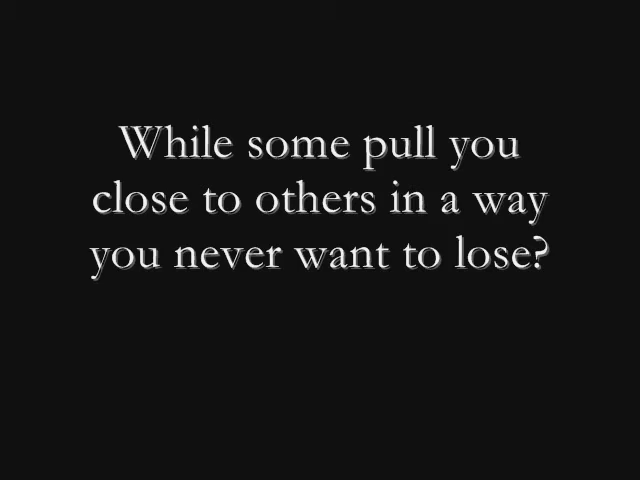 While some pull you
close to others in a way
you never want to lose?